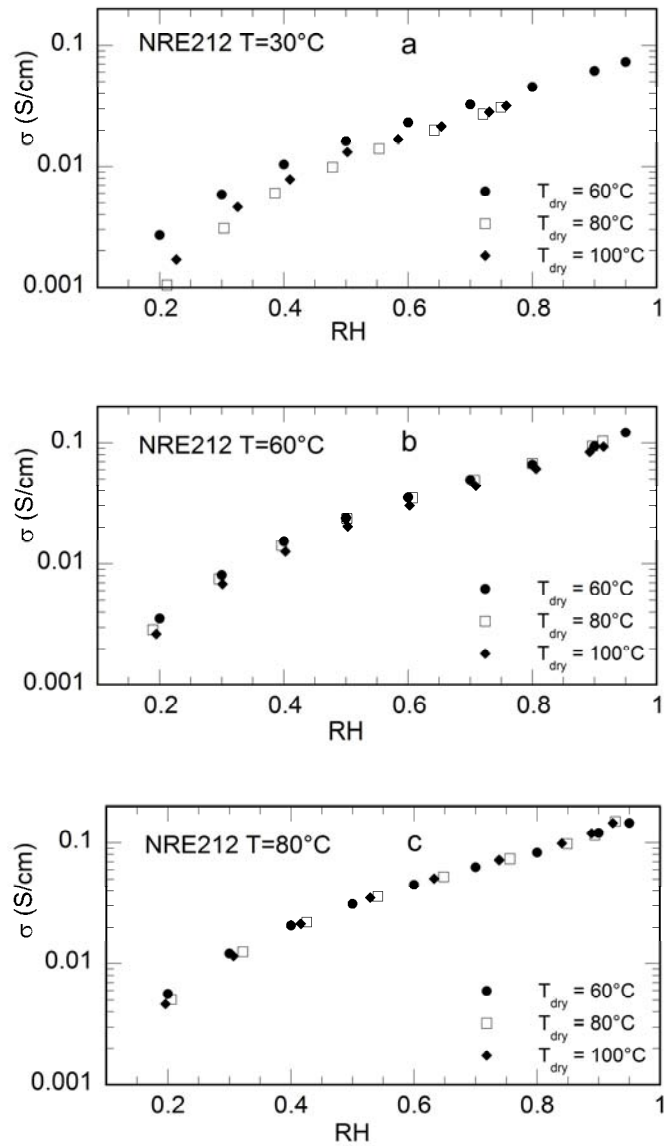 NRE212 T=30°C
a
σ (S/cm)
0.1
0.01
0.001
T_dry = 60°C
T_dry = 80°C
T_dry = 100°C
0.2 0.4 0.6 0.8 1
RH
NRE212 T=60°C
b
σ (S/cm)
0.1
0.01
0.001
T_dry = 60°C
T_dry = 80°C
T_dry = 100°C
0.2 0.4 0.6 0.8 1
RH
NRE212 T=80°C
c
σ (S/cm)
0.1
0.01
0.001
T_dry = 60°C
T_dry = 80°C
T_dry = 100°C
0.2 0.4 0.6 0.8 1
RH